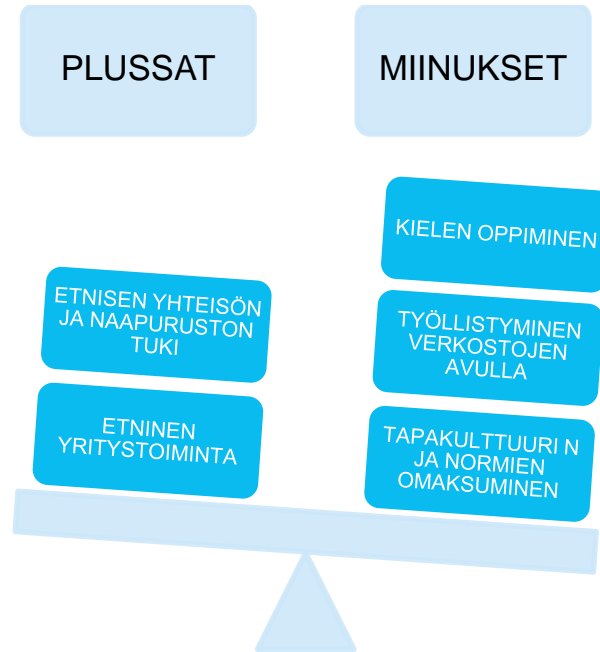 PLUSSAT
MIINUKSET
ETNISEN YHTEISÖN
JA NAAPURUSTON
TUKI
ETNINEN
YRITYSTOIMINTA
KIELEN OPPIMINEN
TYÖLLISTYMINEN
VERKOSTOJEN
AVULLA
TAPAKULTTUURI N
JA NORMIEN
OMAKSUMINEN